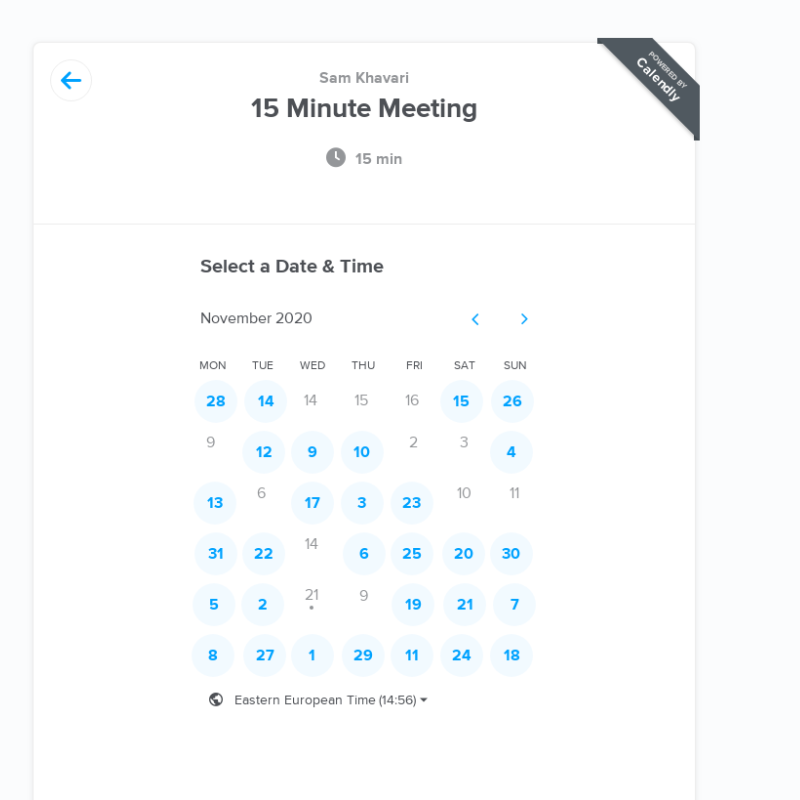 POWERED BY
Calendly
Sam Khavari
15 Minute Meeting
15 min
Select a Date & Time
November 2020
MON TUE WED THU FRI SAT SUN
28 14 14 15 16 15 26
9 12 9 10 2 3 4
13 6 17 3 23 10 11
31 22 14 6 25 20 30
5 2 21 9 19 21 7
8 27 1 29 11 24 18
Eastern European Time (14:56)